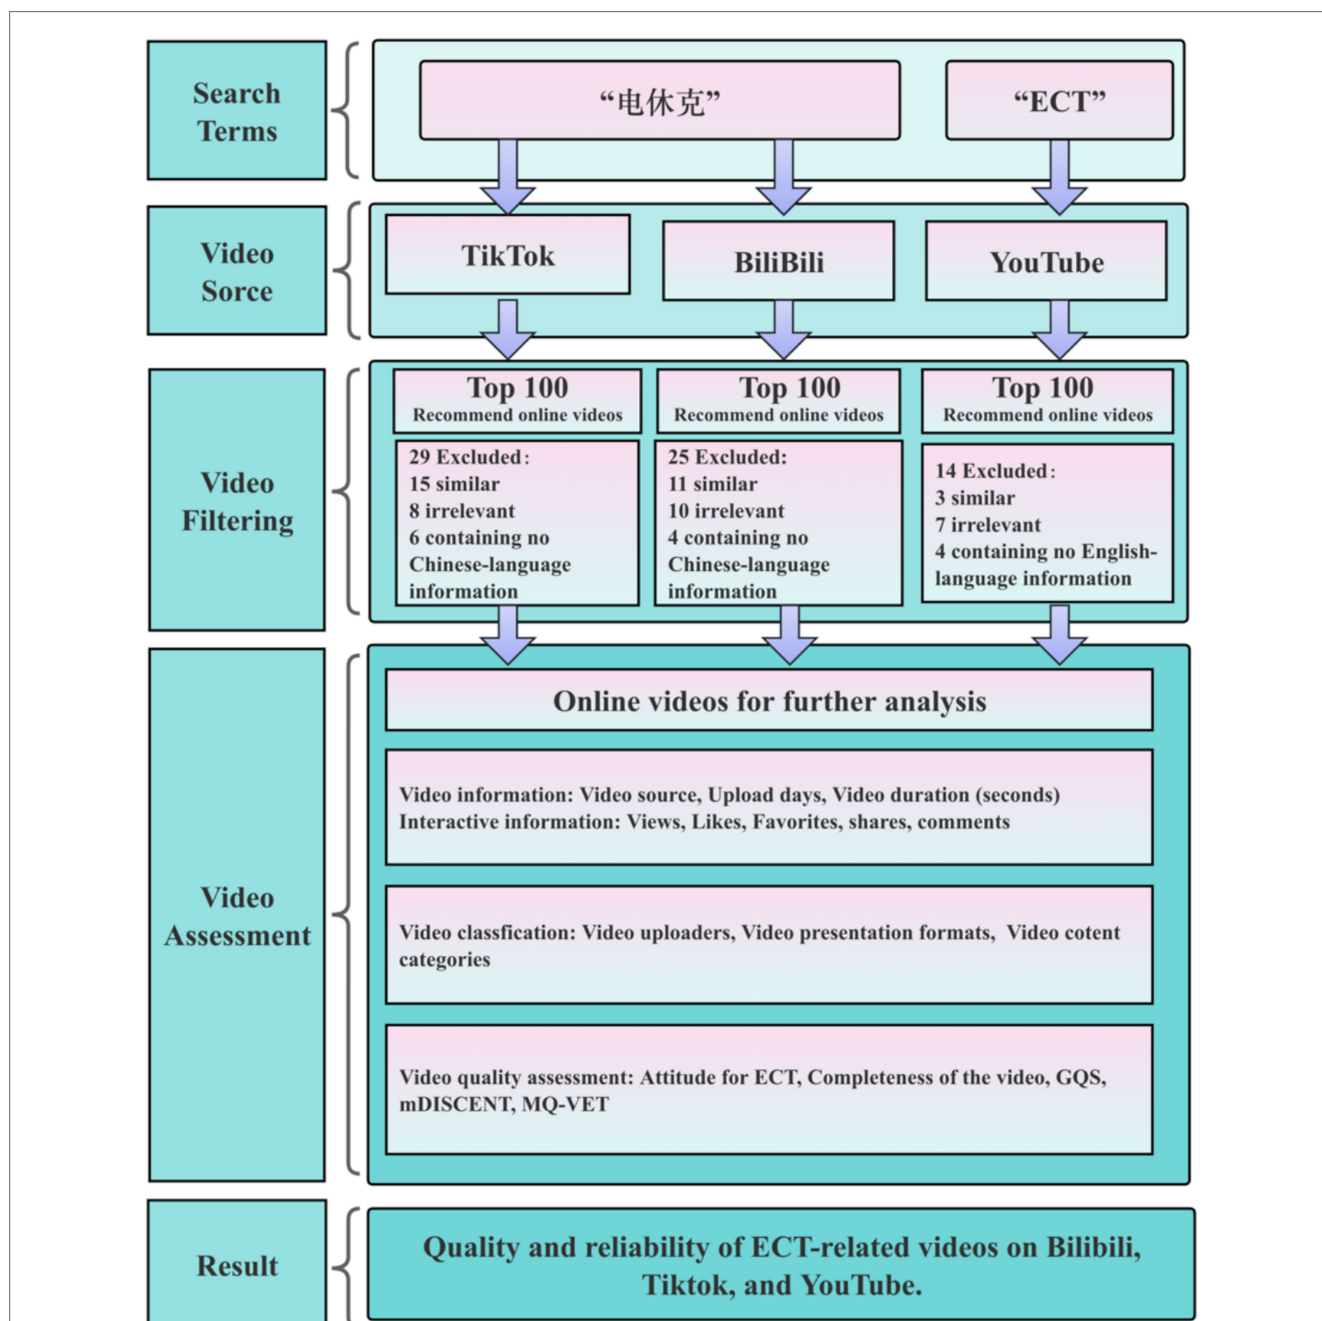 Search
Terms
“电休克”
“ECT”
Video
Sorce
TikTok
BiliBili
YouTube
Video
Filtering
Top 100
Recommend online videos
29 Excluded:
15 similar
8 irrelevant
6 containing no
Chinese-language
information
Top 100
Recommend online videos
25 Excluded:
11 similar
10 irrelevant
4 containing no
Chinese-language
information
Top 100
Recommend online videos
14 Excluded:
3 similar
7 irrelevant
4 containing no English-
language information
Video
Assessment
Online videos for further analysis
Video information: Video source, Upload days, Video duration (seconds)
Interactive information: Views, Likes, Favorites, shares, comments
Video classfication: Video uploaders, Video presentation formats, Video cotent
categories
Video quality assessment: Attitude for ECT, Completeness of the video, GQS,
mDISCENT, MQ-VET
Result
Quality and reliability of ECT-related videos on Bilibili,
Tiktok, and YouTube.